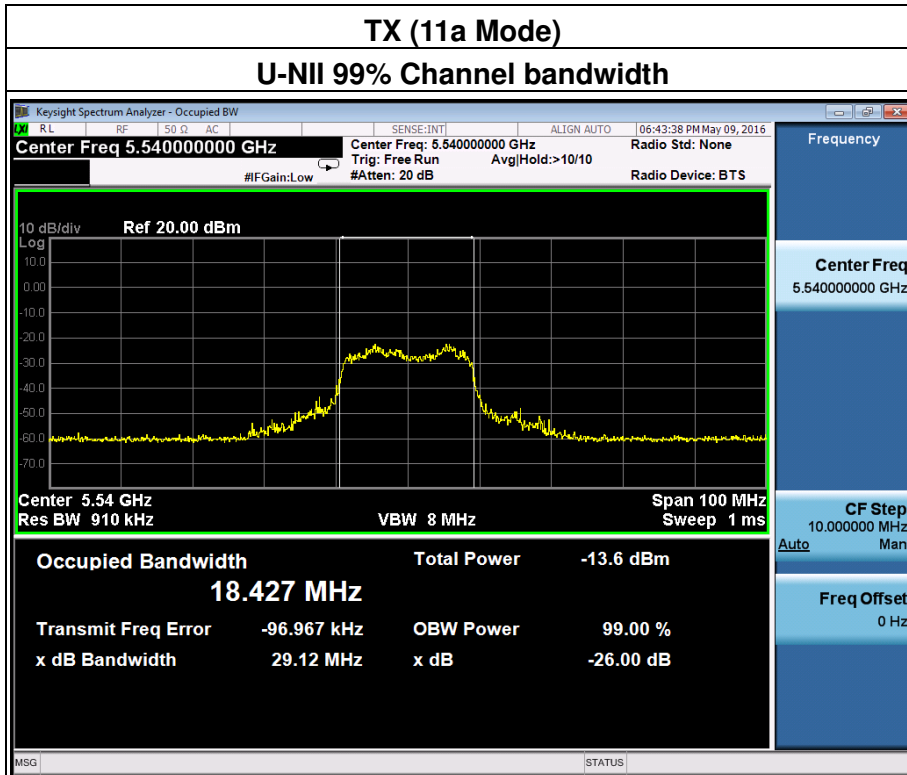 TX (11a Mode)
U-NII 99% Channel bandwidth
Keysight Spectrum Analyzer - Occupied BW
LXI RL RF 50 Ω AC SENSE:INT ALIGN AUTO 06:43:38 PM May 09, 2016
Center Freq 5.540000000 GHz
Center Freq: 5.540000000 GHz Radio Std: None
Trig: Free Run Avg|Hold:>10/10
#IFGain:Low #Atten: 20 dB Radio Device: BTS
10 dB/div Ref 20.00 dBm
Log
10.0
0.00
-10.0
-20.0
-30.0
-40.0
-50.0
-60.0
-70.0
Center 5.54 GHz Span 100 MHz
Res BW 910 kHz VBW 8 MHz Sweep 1 ms
Occupied Bandwidth Total Power -13.6 dBm
18.427 MHz
Transmit Freq Error -96.967 kHz OBW Power 99.00 %
x dB Bandwidth 29.12 MHz x dB -26.00 dB
Frequency
Center Freq
5.540000000 GHz
CF Step
10.000000 MHz
Auto Man
Freq Offset
0 Hz
MSG STATUS